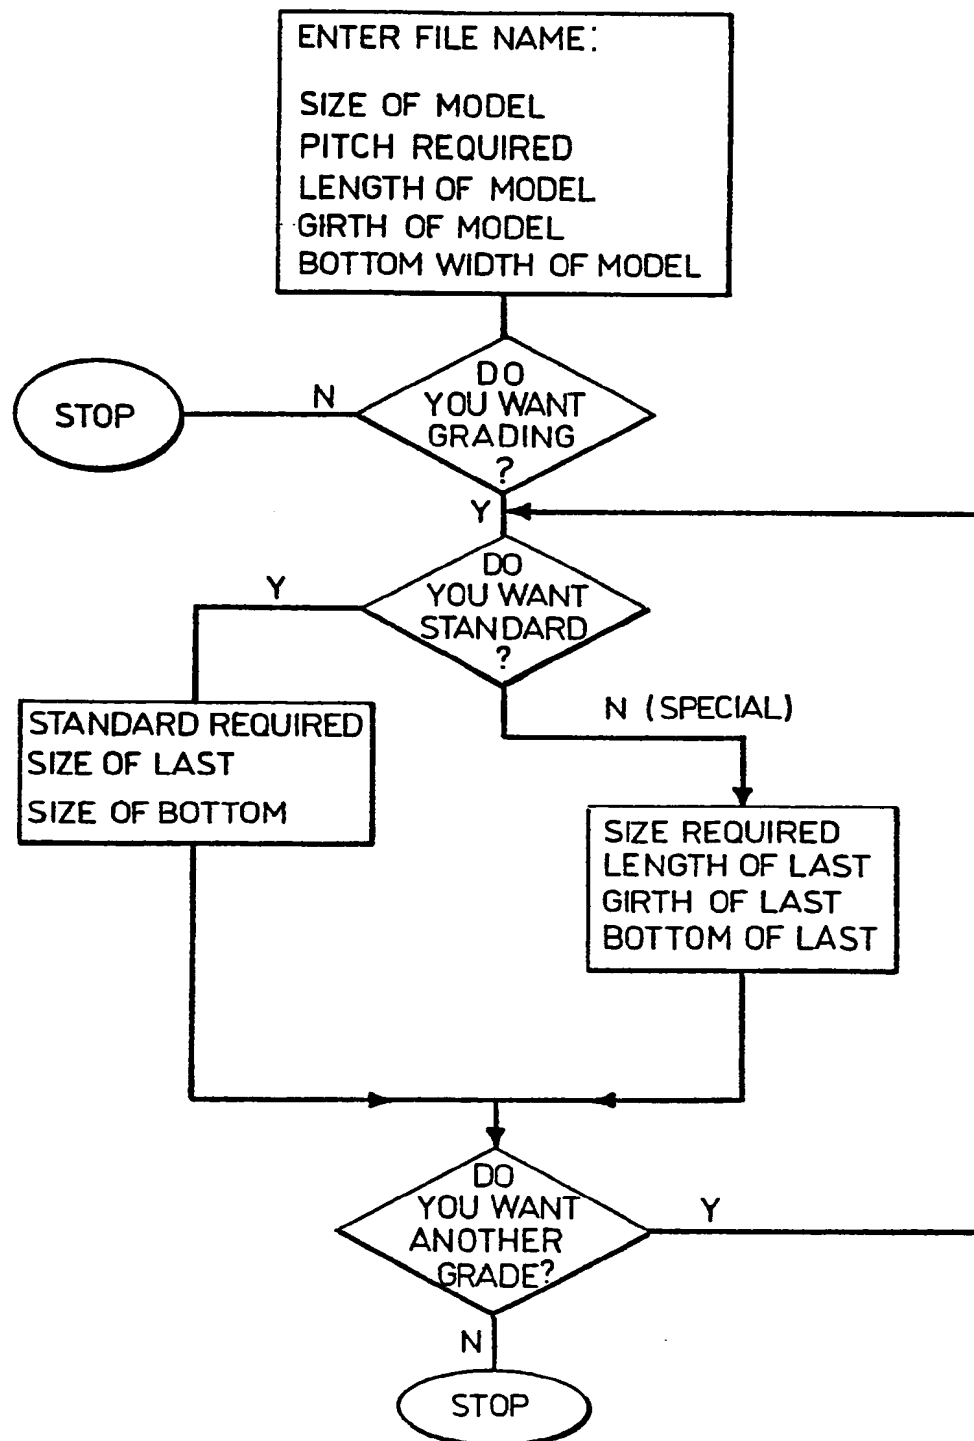 ENTER FILE NAME:
SIZE OF MODEL
PITCH REQUIRED
LENGTH OF MODEL
GIRTH OF MODEL
BOTTOM WIDTH OF MODEL
DO
YOU WANT
GRADING
?
N
STOP
Y
DO
YOU WANT
STANDARD
?
Y
N (SPECIAL)
STANDARD REQUIRED
SIZE OF LAST
SIZE OF BOTTOM
SIZE REQUIRED
LENGTH OF LAST
GIRTH OF LAST
BOTTOM OF LAST
DO
YOU WANT
ANOTHER
GRADE?
Y
N
STOP